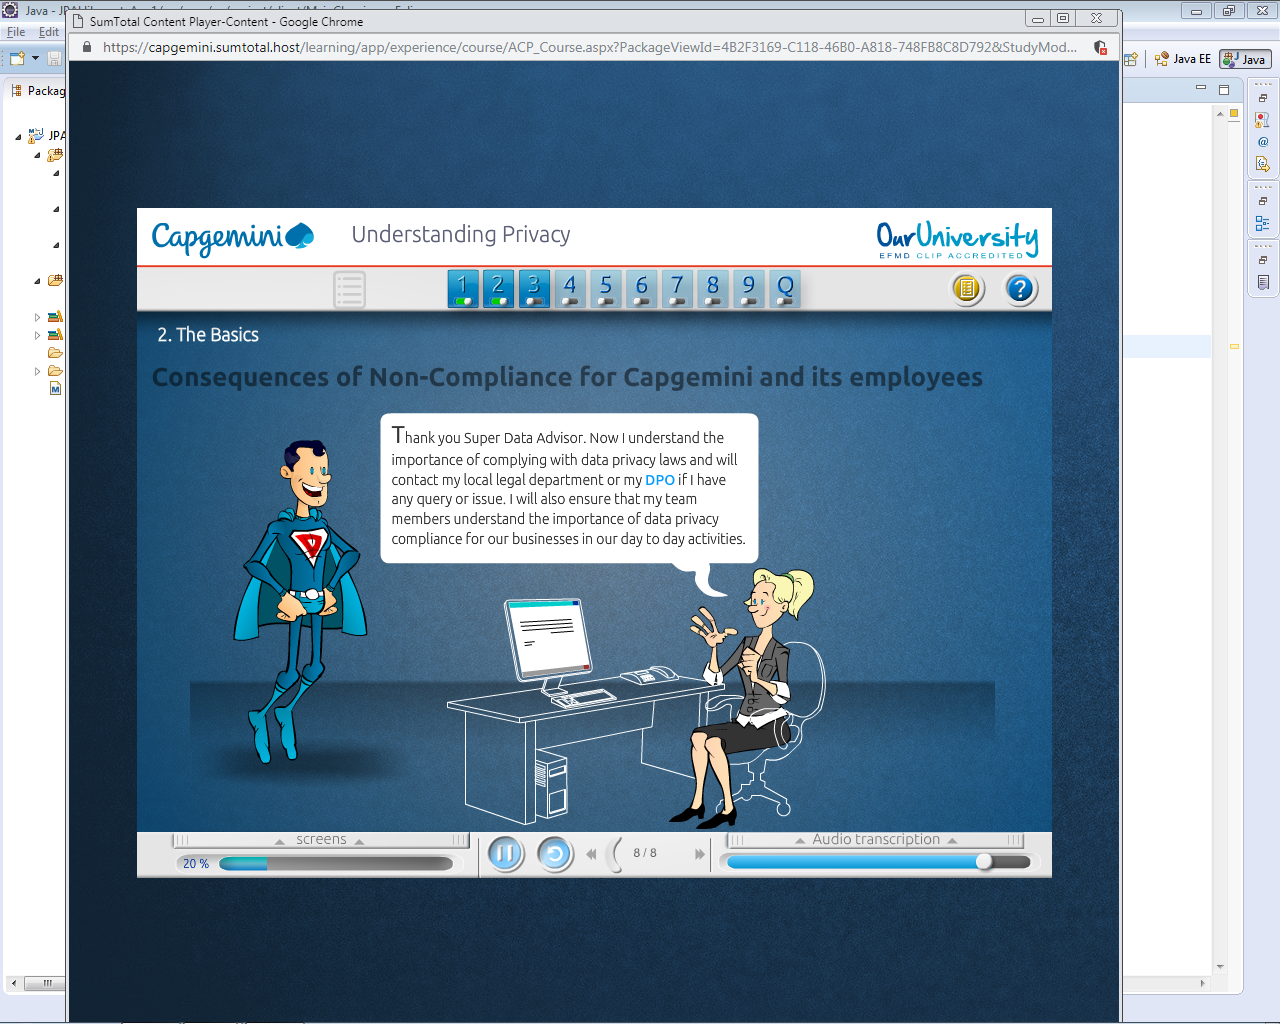 Java - JPA
SumTotal Content Player-Content - Google Chrome
File Edit
https://capgemini.sumtotal.host/learning/app/experience/course/ACP_Course.aspx?PackageViewId=4B2F3169-C118-46B0-A818-748FB8C8D792&StudyMod...
Java EE
Java
Packag
JPA
Capgemini
Understanding Privacy
OurUniversity
EFMD CLIP ACCREDITED
1 2 3 4 5 6 7 8 9 Q
?
2. The Basics
Consequences of Non-Compliance for Capgemini and its employees
Thank you Super Data Advisor. Now I understand the
importance of complying with data privacy laws and will
contact my local legal department or my DPO if I have
any query or issue. I will also ensure that my team
members understand the importance of data privacy
compliance for our businesses in our day to day activities.
D
screens
20 %
8 / 8
Audio transcription